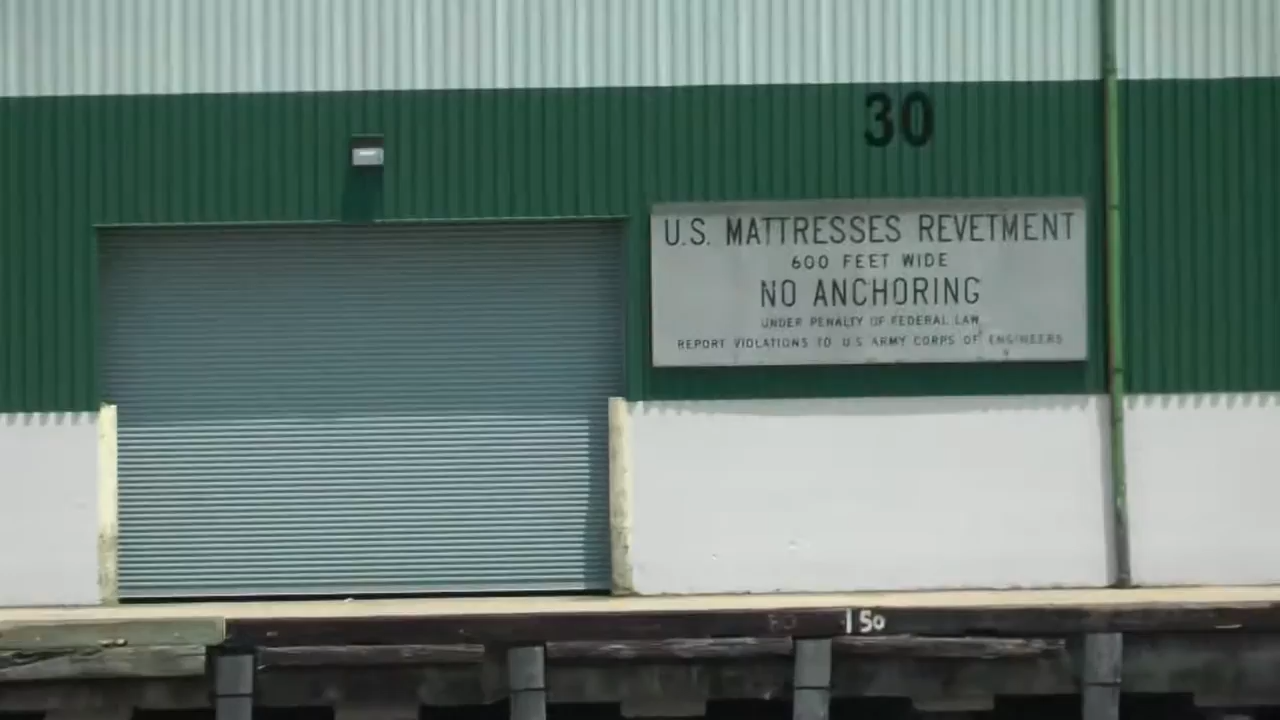 30
U.S. MATTRESSES REVETMENT
600 FEET WIDE
NO ANCHORING
UNDER PENALTY OF FEDERAL LAW
REPORT VIOLATIONS TO U.S ARMY CORPS OF ENGINEERS
150